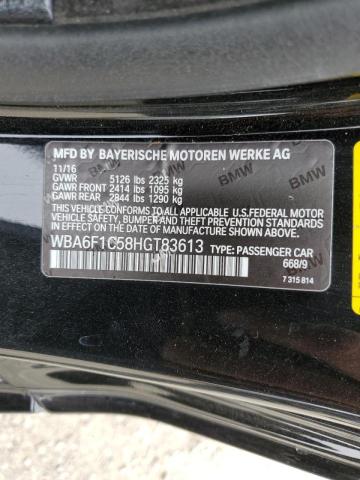 MFD BY BAYERISCHE MOTOREN WERKE AG
11/16
GVWR 5126 lbs 2325 kg
GAWR FRONT 2414 lbs 1095 kg
GAWR REAR 2844 lbs 1290 kg
THIS VEHICLE CONFORMS TO ALL APPLICABLE U.S. FEDERAL MOTOR
VEHICLE SAFETY, BUMPER, AND THEFT PREVENTION STANDARDS
IN EFFECT ON THE DATE OF MANUFACTURE SHOWN ABOVE.
WBA6F1C58HGT83613 TYPE: PASSENGER CAR
668/9
7 315 814
BMW
BMW
BMW
BMW